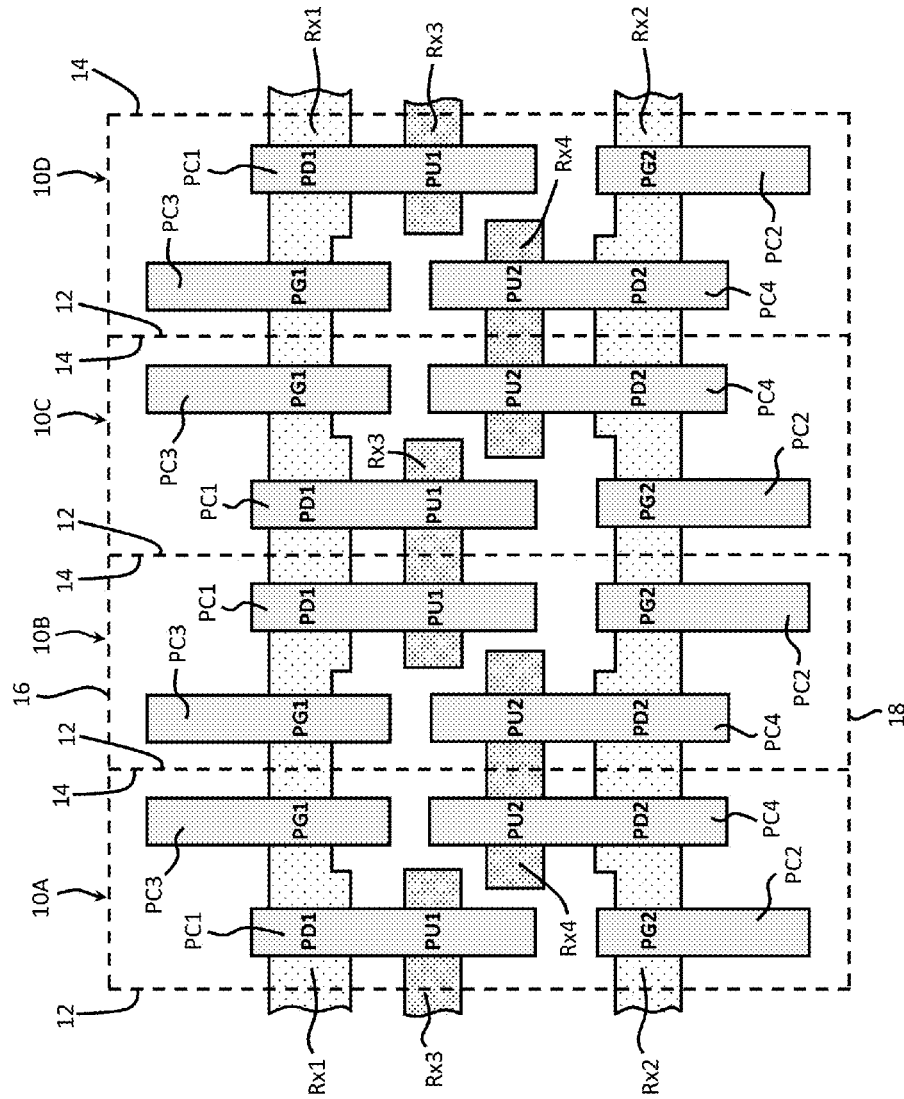 14
10D
PC1
PC3
12
Rx1
Rx3
Rx2
14
10C
PC3
12
14
10B
PC3
16
12
14
10A
PC3
12
PD1
PG1
PG1
PD1
PD1
PG1
PG1
PD1
PC1
PC1
PC1
Rx3
PU1
PU1
PU1
PU1
Rx4
PU2
PU2
PU2
PU2
Rx4
PG2
PD2
PD2
PG2
PG2
PD2
PD2
PG2
PC2
PC4
PC4
PC2
PC2
PC4
PC4
PC2
Rx1
Rx3
Rx2
18